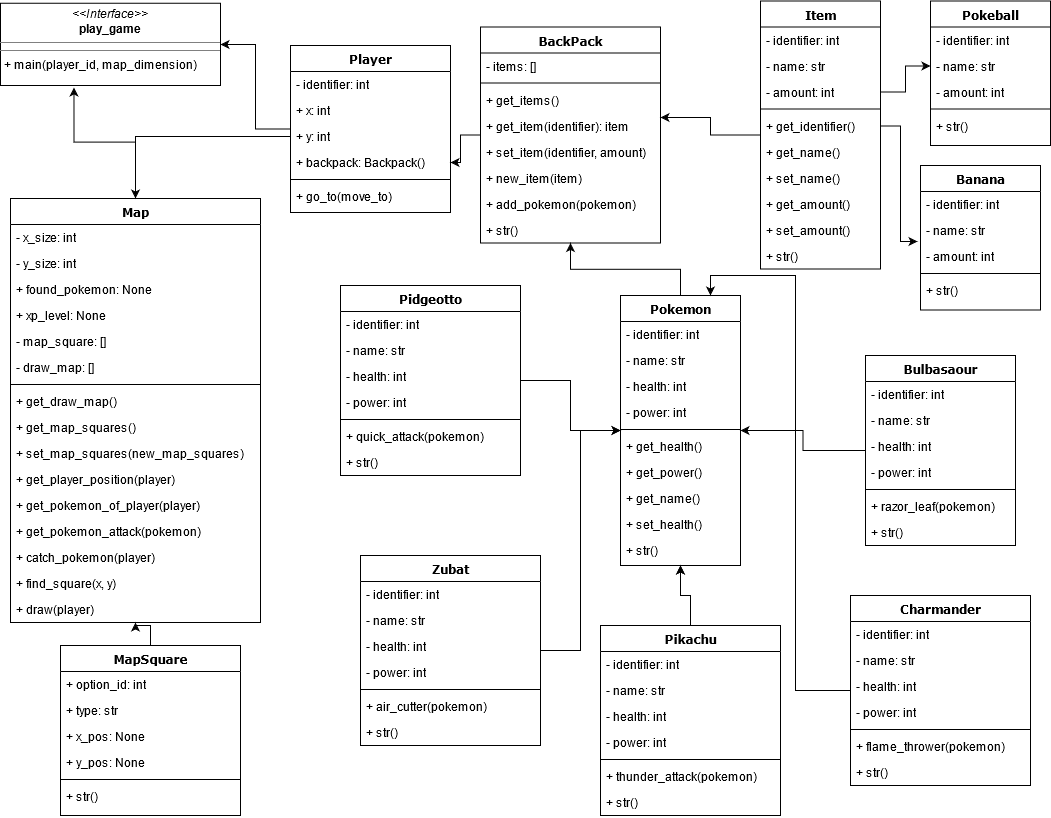 <<Interface>>
play_game
+ main(player_id, map_dimension)
Player
- identifier: int
+ x: int
+ y: int
+ backpack: Backpack()
+ go_to(move_to)
BackPack
- items: []
+ get_items()
+ get_item(identifier): item
+ set_item(identifier, amount)
+ new_item(item)
+ add_pokemon(pokemon)
+ str()
Item
- identifier: int
- name: str
- amount: int
+ get_identifier()
+ get_name()
+ set_name()
+ get_amount()
+ set_amount()
+ str()
Pokeball
- identifier: int
- name: str
- amount: int
+ str()
Banana
- identifier: int
- name: str
- amount: int
+ str()
Map
- x_size: int
- y_size: int
+ found_pokemon: None
+ xp_level: None
- map_square: []
- draw_map: []
+ get_draw_map()
+ get_map_squares()
+ set_map_squares(new_map_squares)
+ get_player_position(player)
+ get_pokemon_of_player(player)
+ get_pokemon_attack(pokemon)
+ catch_pokemon(player)
+ find_square(x, y)
+ draw(player)
Pidgeotto
- identifier: int
- name: str
- health: int
- power: int
+ quick_attack(pokemon)
+ str()
Pokemon
- identifier: int
- name: str
- health: int
- power: int
+ get_health()
+ get_power()
+ get_name()
+ set_health()
+ str()
Bulbasaour
- identifier: int
- name: str
- health: int
- power: int
+ razor_leaf(pokemon)
+ str()
Zubat
- identifier: int
- name: str
- health: int
- power: int
+ air_cutter(pokemon)
+ str()
Pikachu
- identifier: int
- name: str
- health: int
- power: int
+ thunder_attack(pokemon)
+ str()
Charmander
- identifier: int
- name: str
- health: int
- power: int
+ flame_thrower(pokemon)
+ str()
MapSquare
+ option_id: int
+ type: str
+ x_pos: None
+ y_pos: None
+ str()